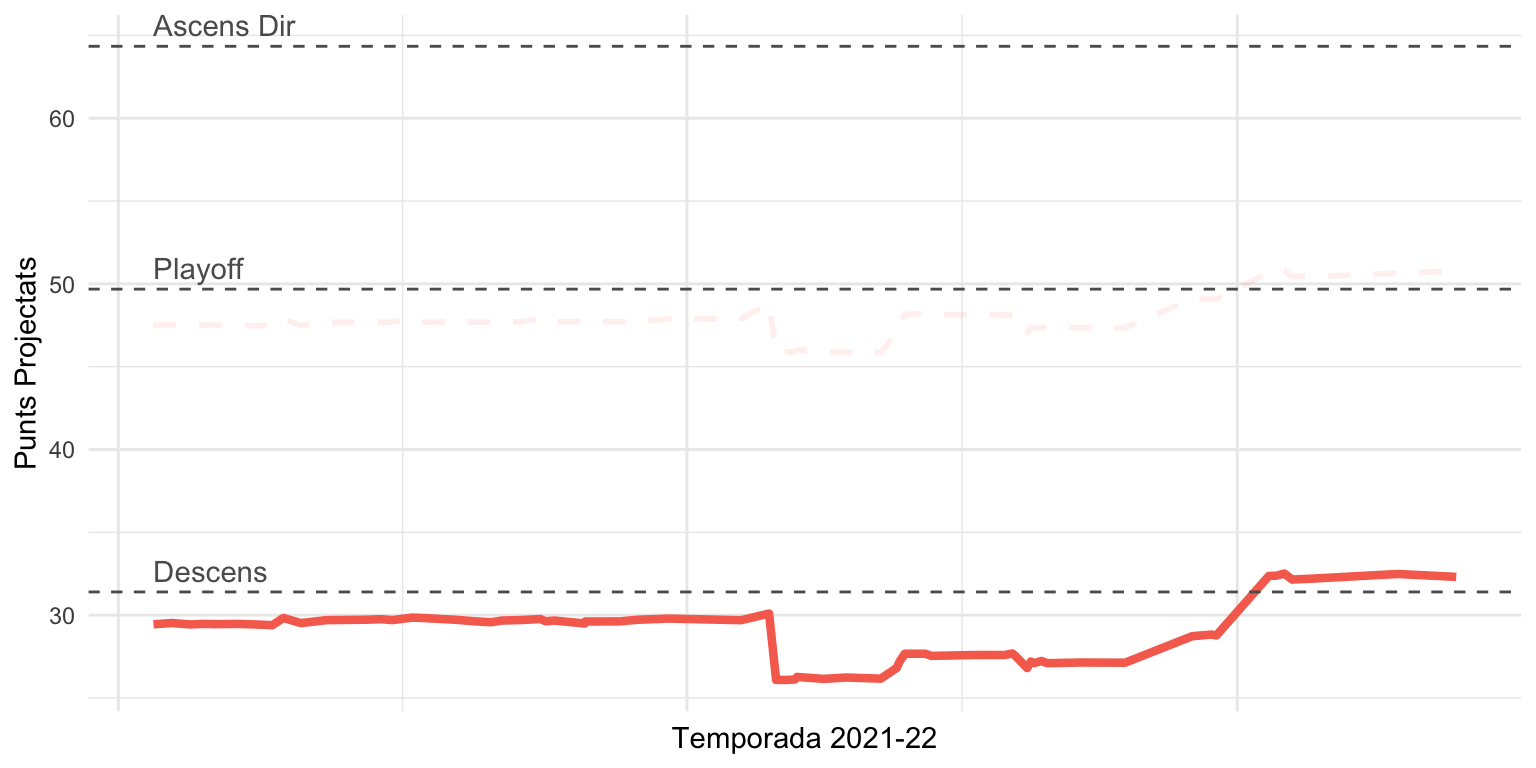 Ascens Dir
60
Playoff
50
40
Descens
30
Punts Projectats
Temporada 2021-22